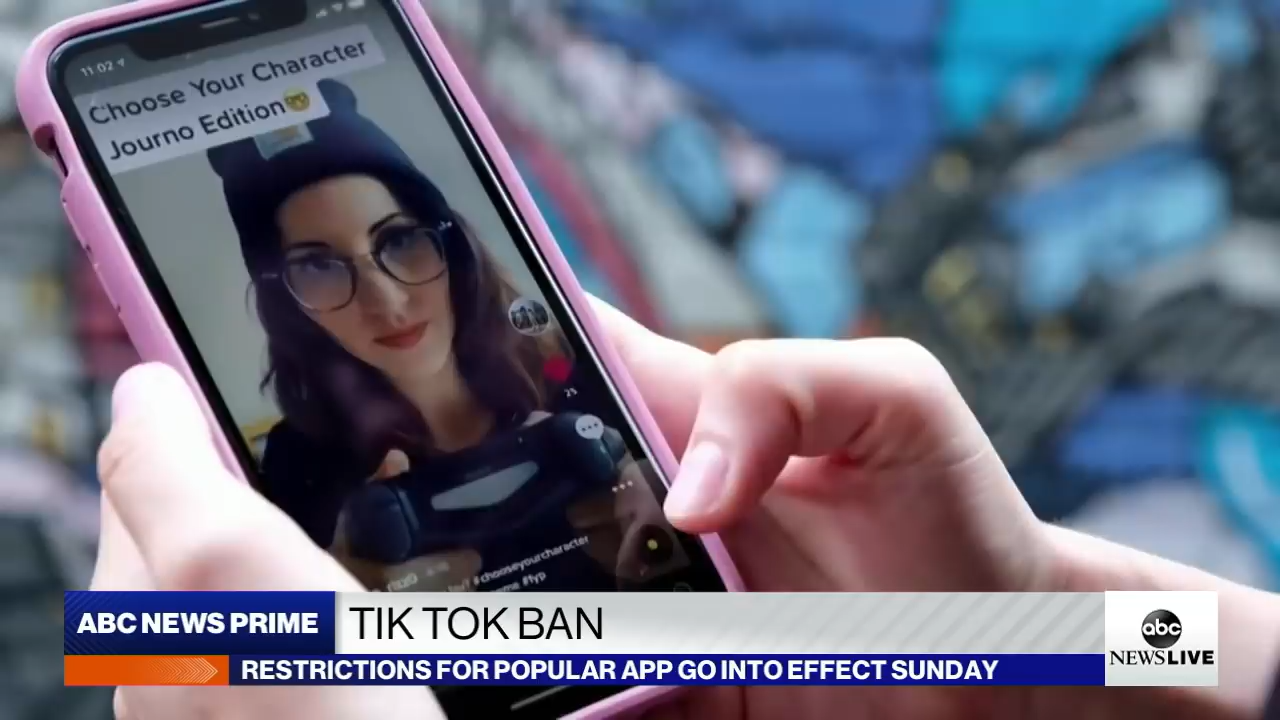 11:02
Choose Your Character
Journo Edition🤓
25
#chooseyourcharacter
#fyp
ABC NEWS PRIME
TIK TOK BAN
RESTRICTIONS FOR POPULAR APP GO INTO EFFECT SUNDAY
abc
NEWS LIVE